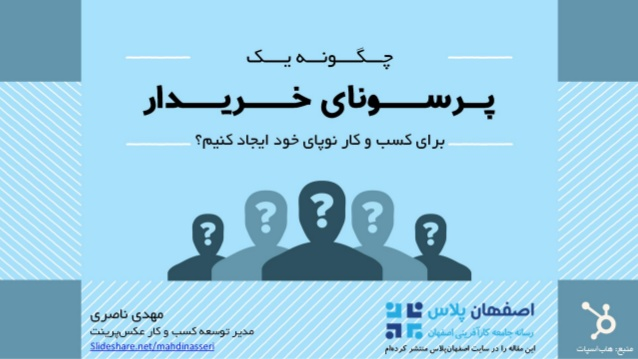 چگونه یک
پرسونای خریدار
برای کسب و کار نوپای خود ایجاد کنیم؟
? ? ? ? ?
مهدی ناصری
مدیر توسعه کسب و کار عکس‌پرینت
Slideshare.net/mahdinasseri
اصفهان پلاس
رسانه جامعه کارآفرینی اصفهان
این مقاله را در سایت اصفهان‌پلاس منتشر کرده‌ام
منبع: هاب‌اسپات